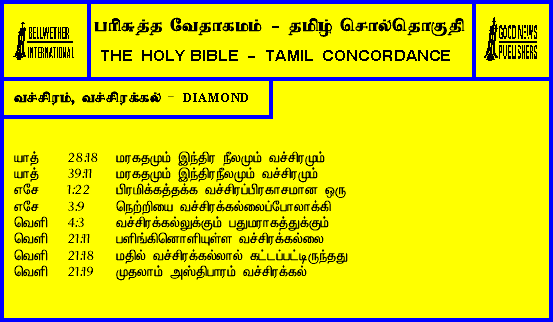 BELLWETHER
INTERNATIONAL
பரிசுத்த வேதாகமம் - தமிழ் சொல்தொகுதி
THE HOLY BIBLE - TAMIL CONCORDANCE
GOOD NEWS
PUBLISHERS
வச்சிரம், வச்சிரக்கல் - DIAMOND
யாத் 28:18 மரகதமும் இந்திர நீலமும் வச்சிரமும்
யாத் 39:11 மரகதமும் இந்திரநீலமும் வச்சிரமும்
எசே 1:22 பிரமிக்கத்தக்க வச்சிரப்பிரகாசமான ஒரு
எசே 3:9 நெற்றியை வச்சிரக்கல்லைப்போலாக்கி
வெளி 4:3 வச்சிரக்கல்லுக்கும் பதுமராகத்துக்கும்
வெளி 21:11 பளிங்கினொளியுள்ள வச்சிரக்கல்லை
வெளி 21:18 மதில் வச்சிரக்கல்லால் கட்டப்பட்டிருந்தது
வெளி 21:19 முதலாம் அஸ்திபாரம் வச்சிரக்கல்